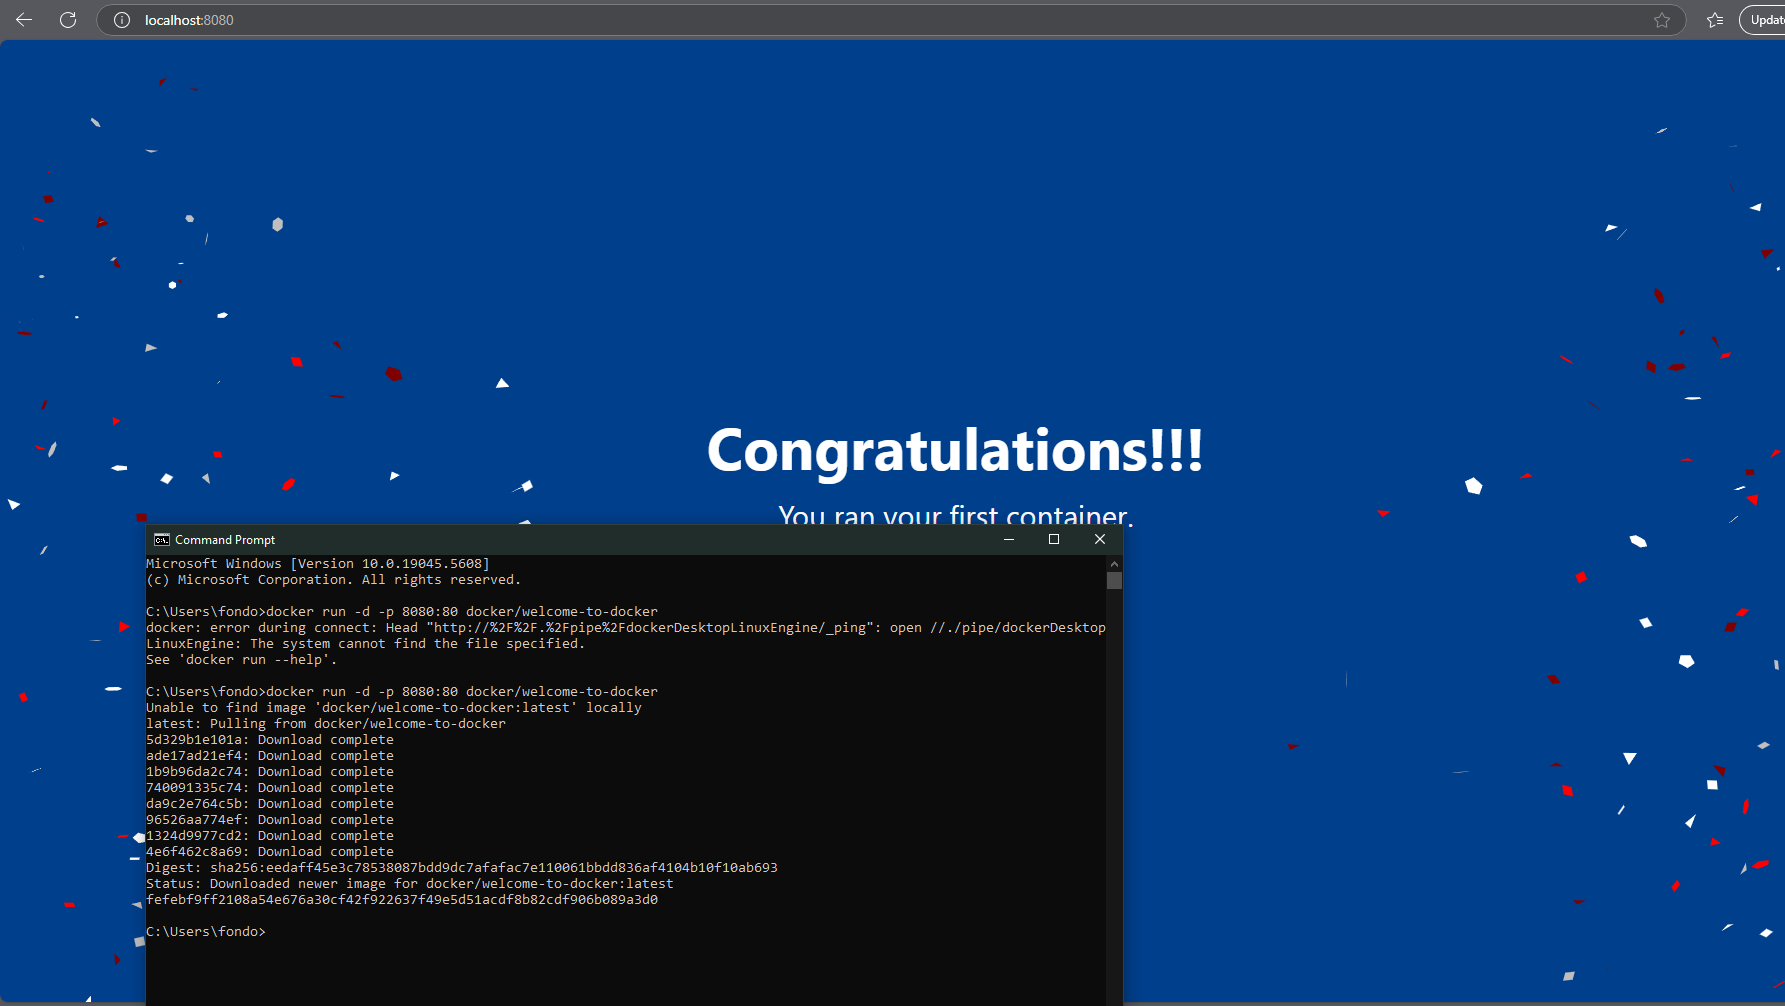 localhost:8080
Updat
Congratulations!!!
You ran your first container.
Command Prompt
Microsoft Windows [Version 10.0.19045.5608]
(c) Microsoft Corporation. All rights reserved.
C:\Users\fondo>docker run -d -p 8080:80 docker/welcome-to-docker
docker: error during connect: Head "http://%2F%2F.%2Fpipe%2FdockerDesktopLinuxEngine/_ping": open //./pipe/dockerDesktop
LinuxEngine: The system cannot find the file specified.
See 'docker run --help'.
C:\Users\fondo>docker run -d -p 8080:80 docker/welcome-to-docker
Unable to find image 'docker/welcome-to-docker:latest' locally
latest: Pulling from docker/welcome-to-docker
5d329b1e101a: Download complete
ade17ad21ef4: Download complete
1b9b96da2c74: Download complete
740091335c74: Download complete
da9c2e764c5b: Download complete
96526aa774ef: Download complete
1324d9977cd2: Download complete
4e6f462c8a69: Download complete
Digest: sha256:eedaff45e3c78538087bdd9dc7afafac7e110061bbdd836af4104b10f10ab693
Status: Downloaded newer image for docker/welcome-to-docker:latest
fefebf9ff2108a54e676a30cf42f922637f49e5d51acdf8b82cdf906b089a3d0
C:\Users\fondo>